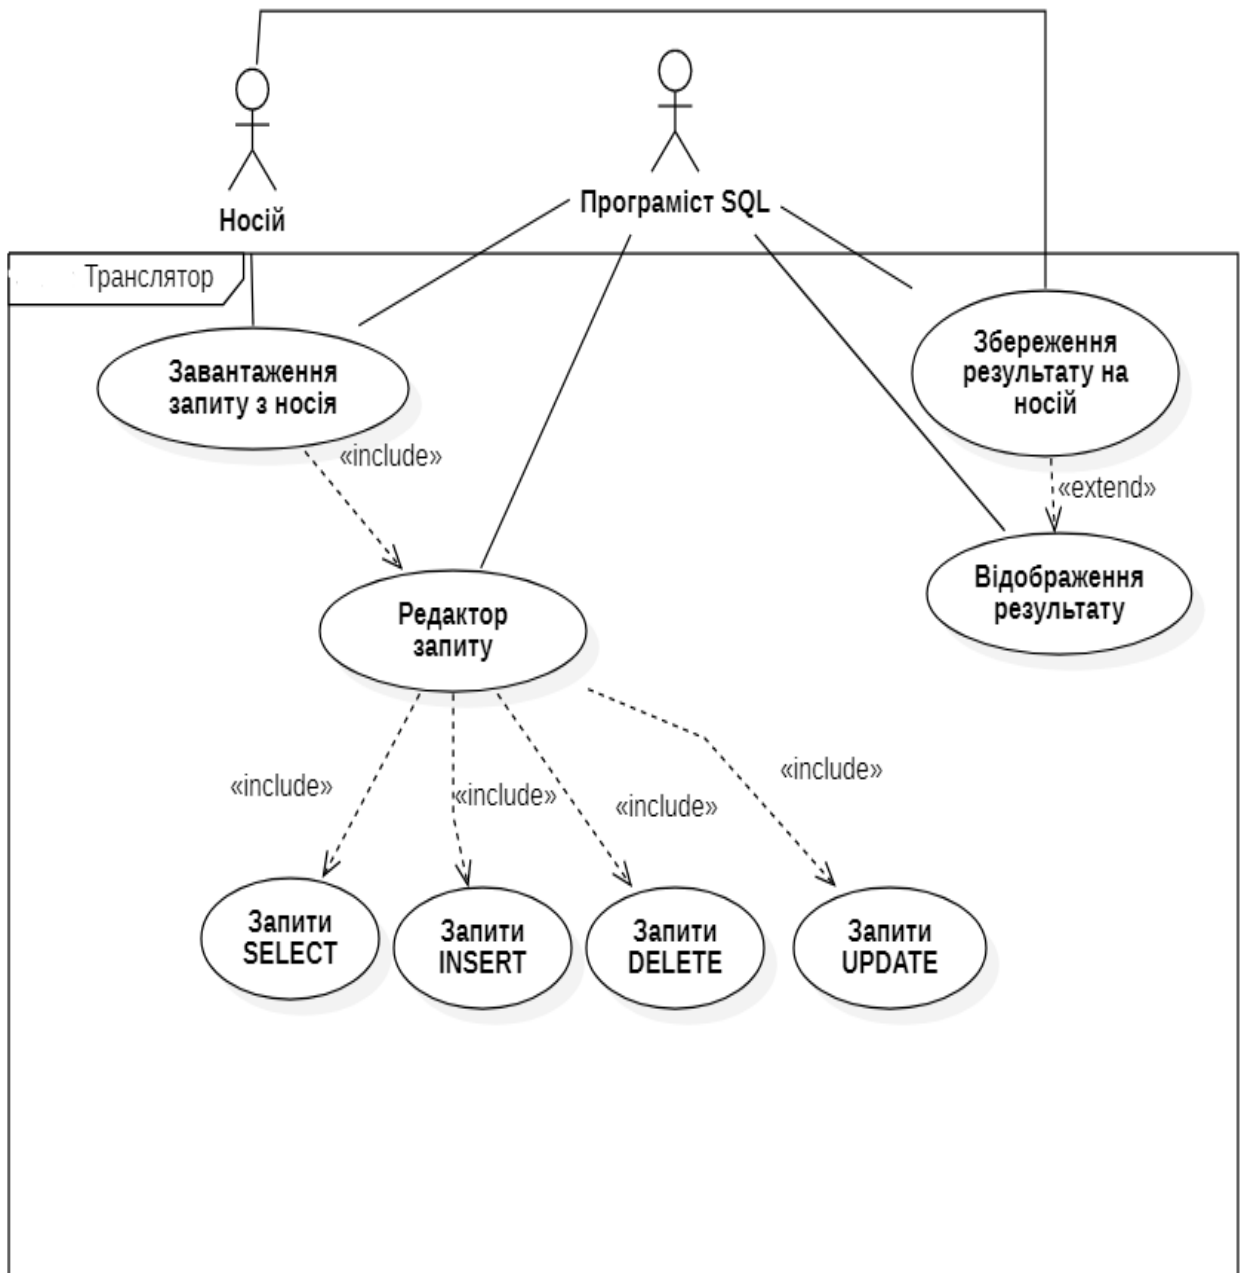 Програміст SQL
Носій
Транслятор
Завантаження
запиту з носія
Збереження
результату на
носій
«include»
«extend»
Відображення
результату
Редактор
запиту
«include»
«include»
«include»
«include»
Запити
SELECT
Запити
INSERT
Запити
DELETE
Запити
UPDATE